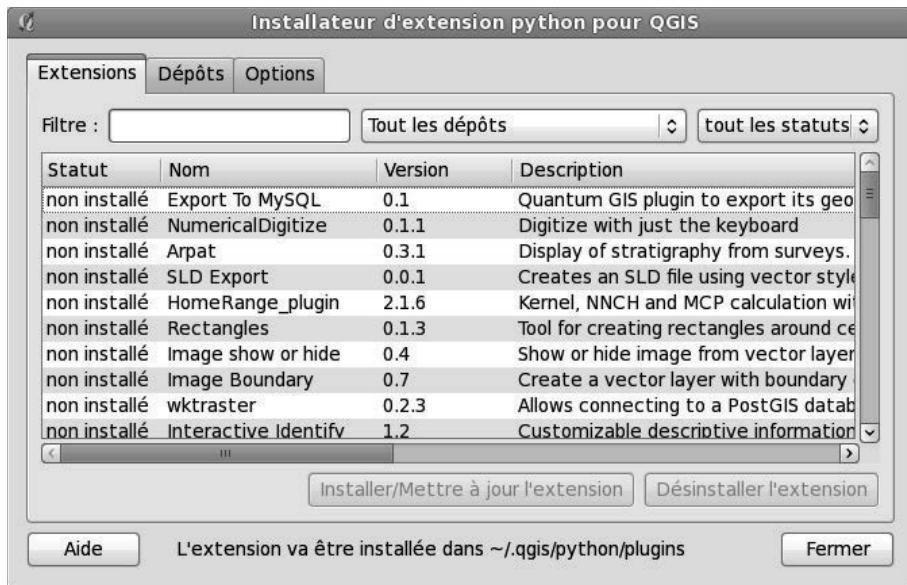 Installateur d'extension python pour QGIS
Extensions Dépôts Options
Filtre : Tout les dépôts tout les statuts
Statut Nom Version Description
non installé Export To MySQL 0.1 Quantum GIS plugin to export its geo
non installé NumericalDigitize 0.1.1 Digitize with just the keyboard
non installé Arpat 0.3.1 Display of stratigraphy from surveys.
non installé SLD Export 0.0.1 Creates an SLD file using vector style
non installé HomeRange_plugin 2.1.6 Kernel, NNCH and MCP calculation wi
non installé Rectangles 0.1.3 Tool for creating rectangles around ce
non installé Image show or hide 0.4 Show or hide image from vector layer
non installé Image Boundary 0.7 Create a vector layer with boundary
non installé wktraster 0.2.3 Allows connecting to a PostGIS datab
non installé Interactive Identify 1.2 Customizable descriptive information
Installer/Mettre à jour l'extension Désinstaller l'extension
Aide L'extension va être installée dans ~/.qgis/python/plugins Fermer